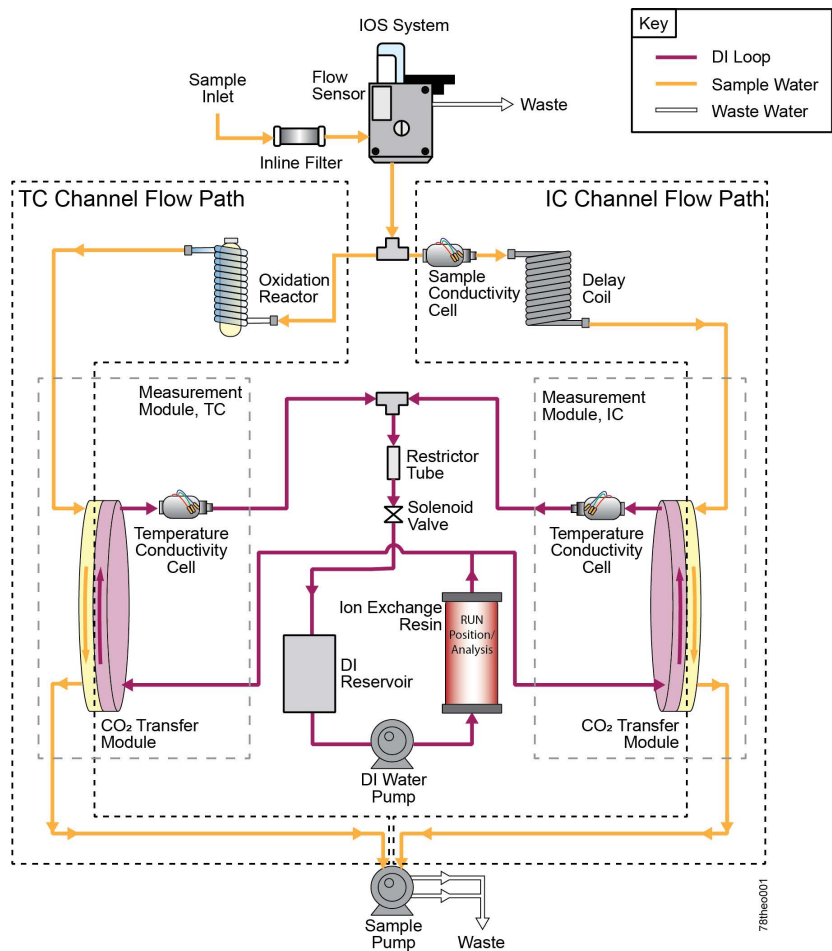 IOS System
Key
DI Loop
Sample Water
Waste Water
Sample
Inlet
Flow
Sensor
Waste
Inline Filter
TC Channel Flow Path
IC Channel Flow Path
Oxidation
Reactor
Sample
Conductivity
Cell
Delay
Coil
Measurement
Module, TC
Measurement
Module, IC
Restrictor
Tube
Solenoid
Valve
Temperature
Conductivity
Cell
Temperature
Conductivity
Cell
Ion Exchange
Resin
RUN
Position/
Analysis
DI
Reservoir
CO₂ Transfer
Module
CO₂ Transfer
Module
DI Water
Pump
Sample
Pump
Waste
78theo001